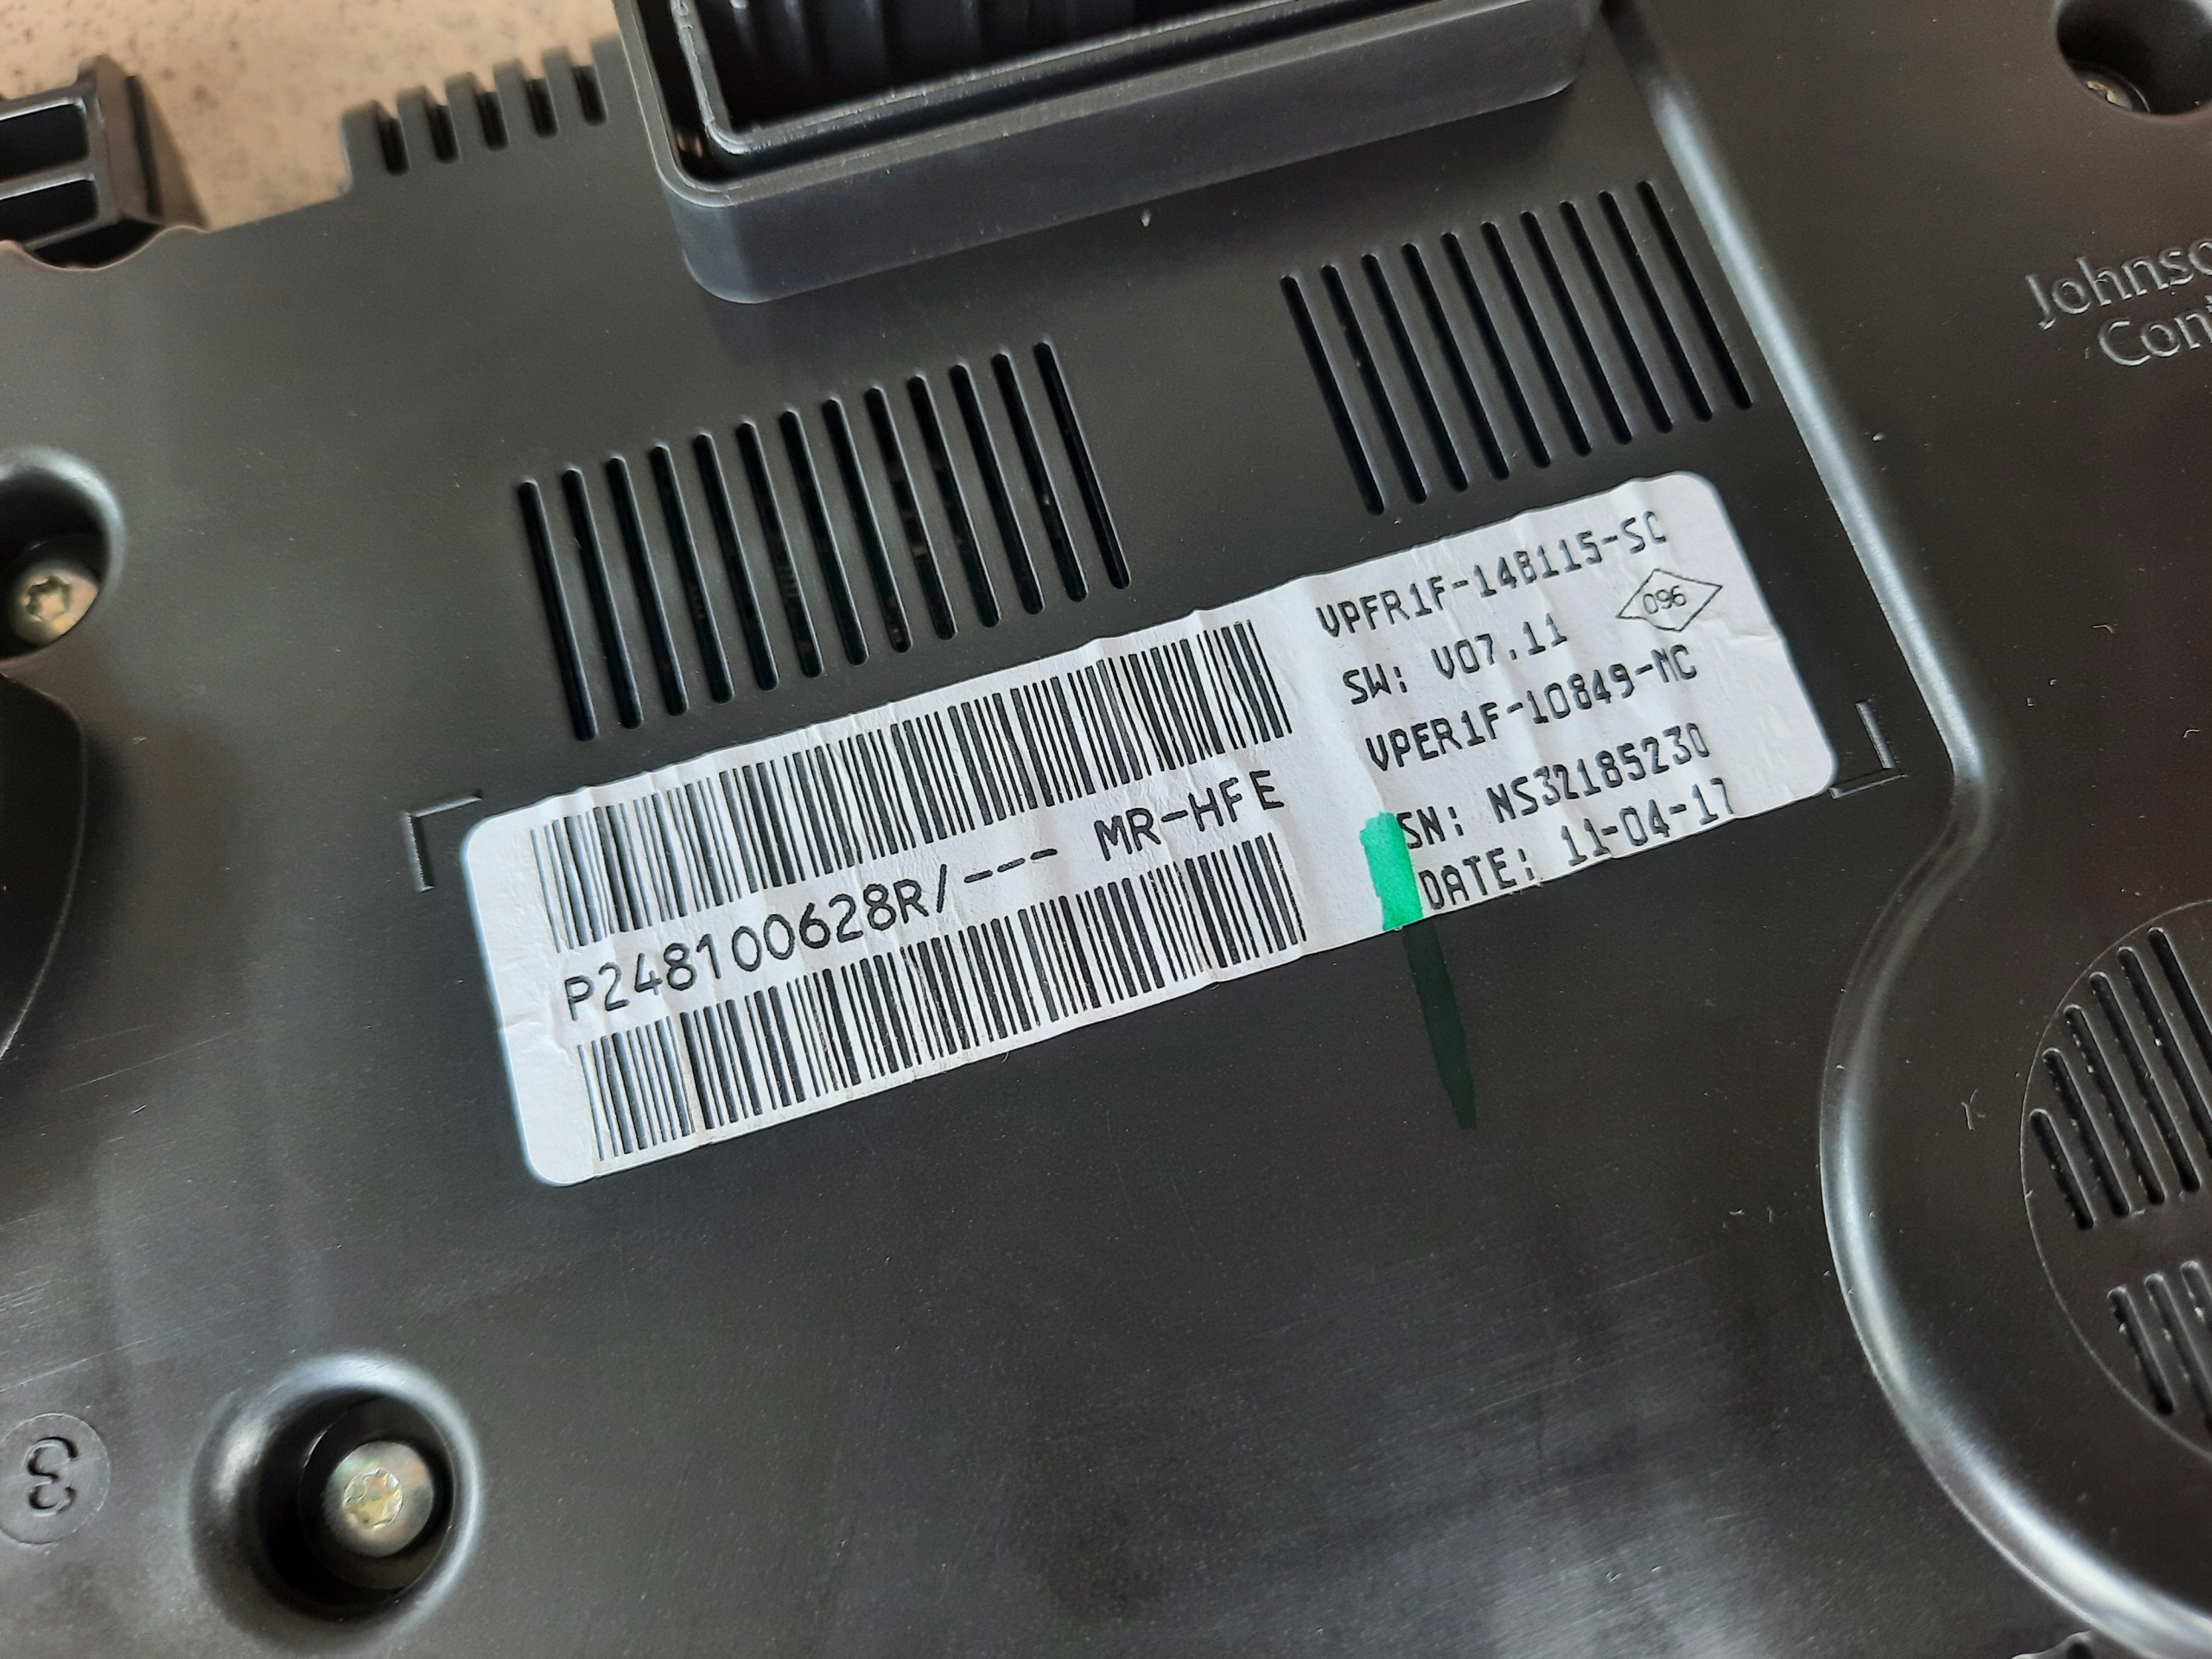 Johnso
Con
VPFR1F-14B115-SC
096
SW: V07.11
VPER1F-10849-MC
SN: NS32185230
DATE: 11-04-17
P248100628R/--- MR-HFE
3